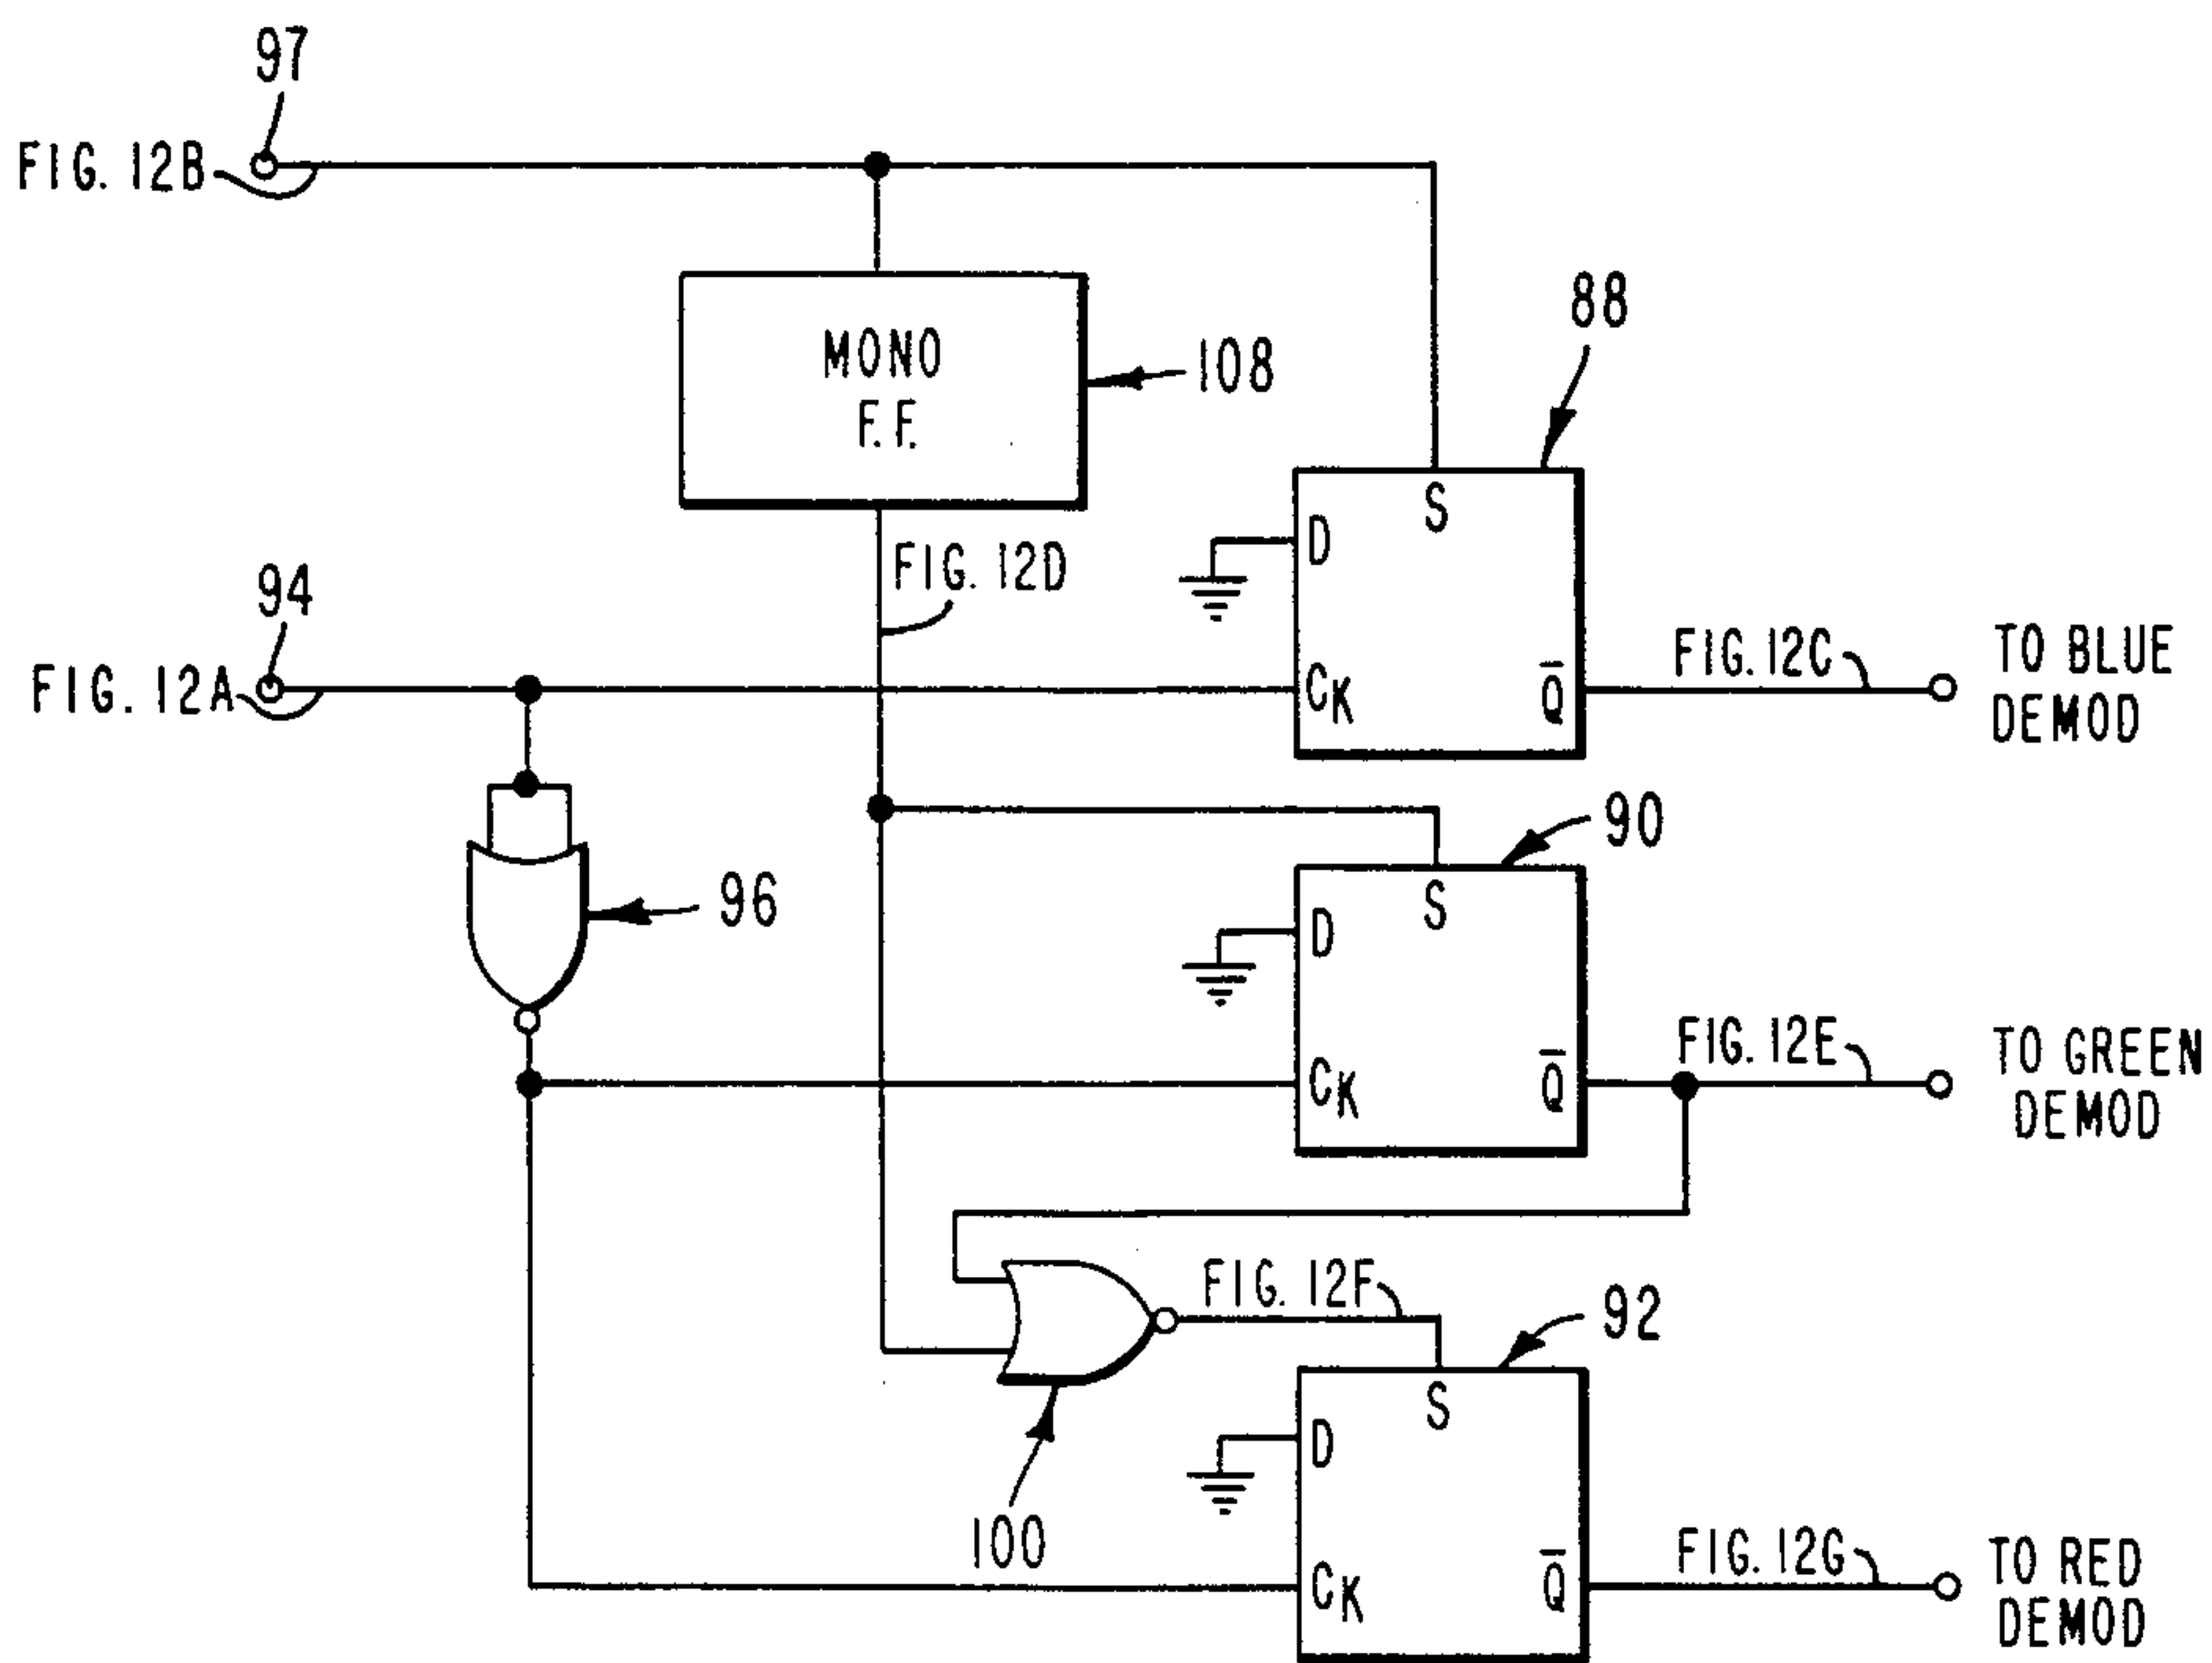 97
FIG. 12B
MONO
F.F.
108
88
S
D
FIG. 12D
94
FIG. 12A
CK
Q̅
FIG. 12C
TO BLUE
DEMOD
96
90
S
D
CK
Q̅
FIG. 12E
TO GREEN
DEMOD
FIG. 12F
92
100
S
D
CK
Q̅
FIG. 12G
TO RED
DEMOD